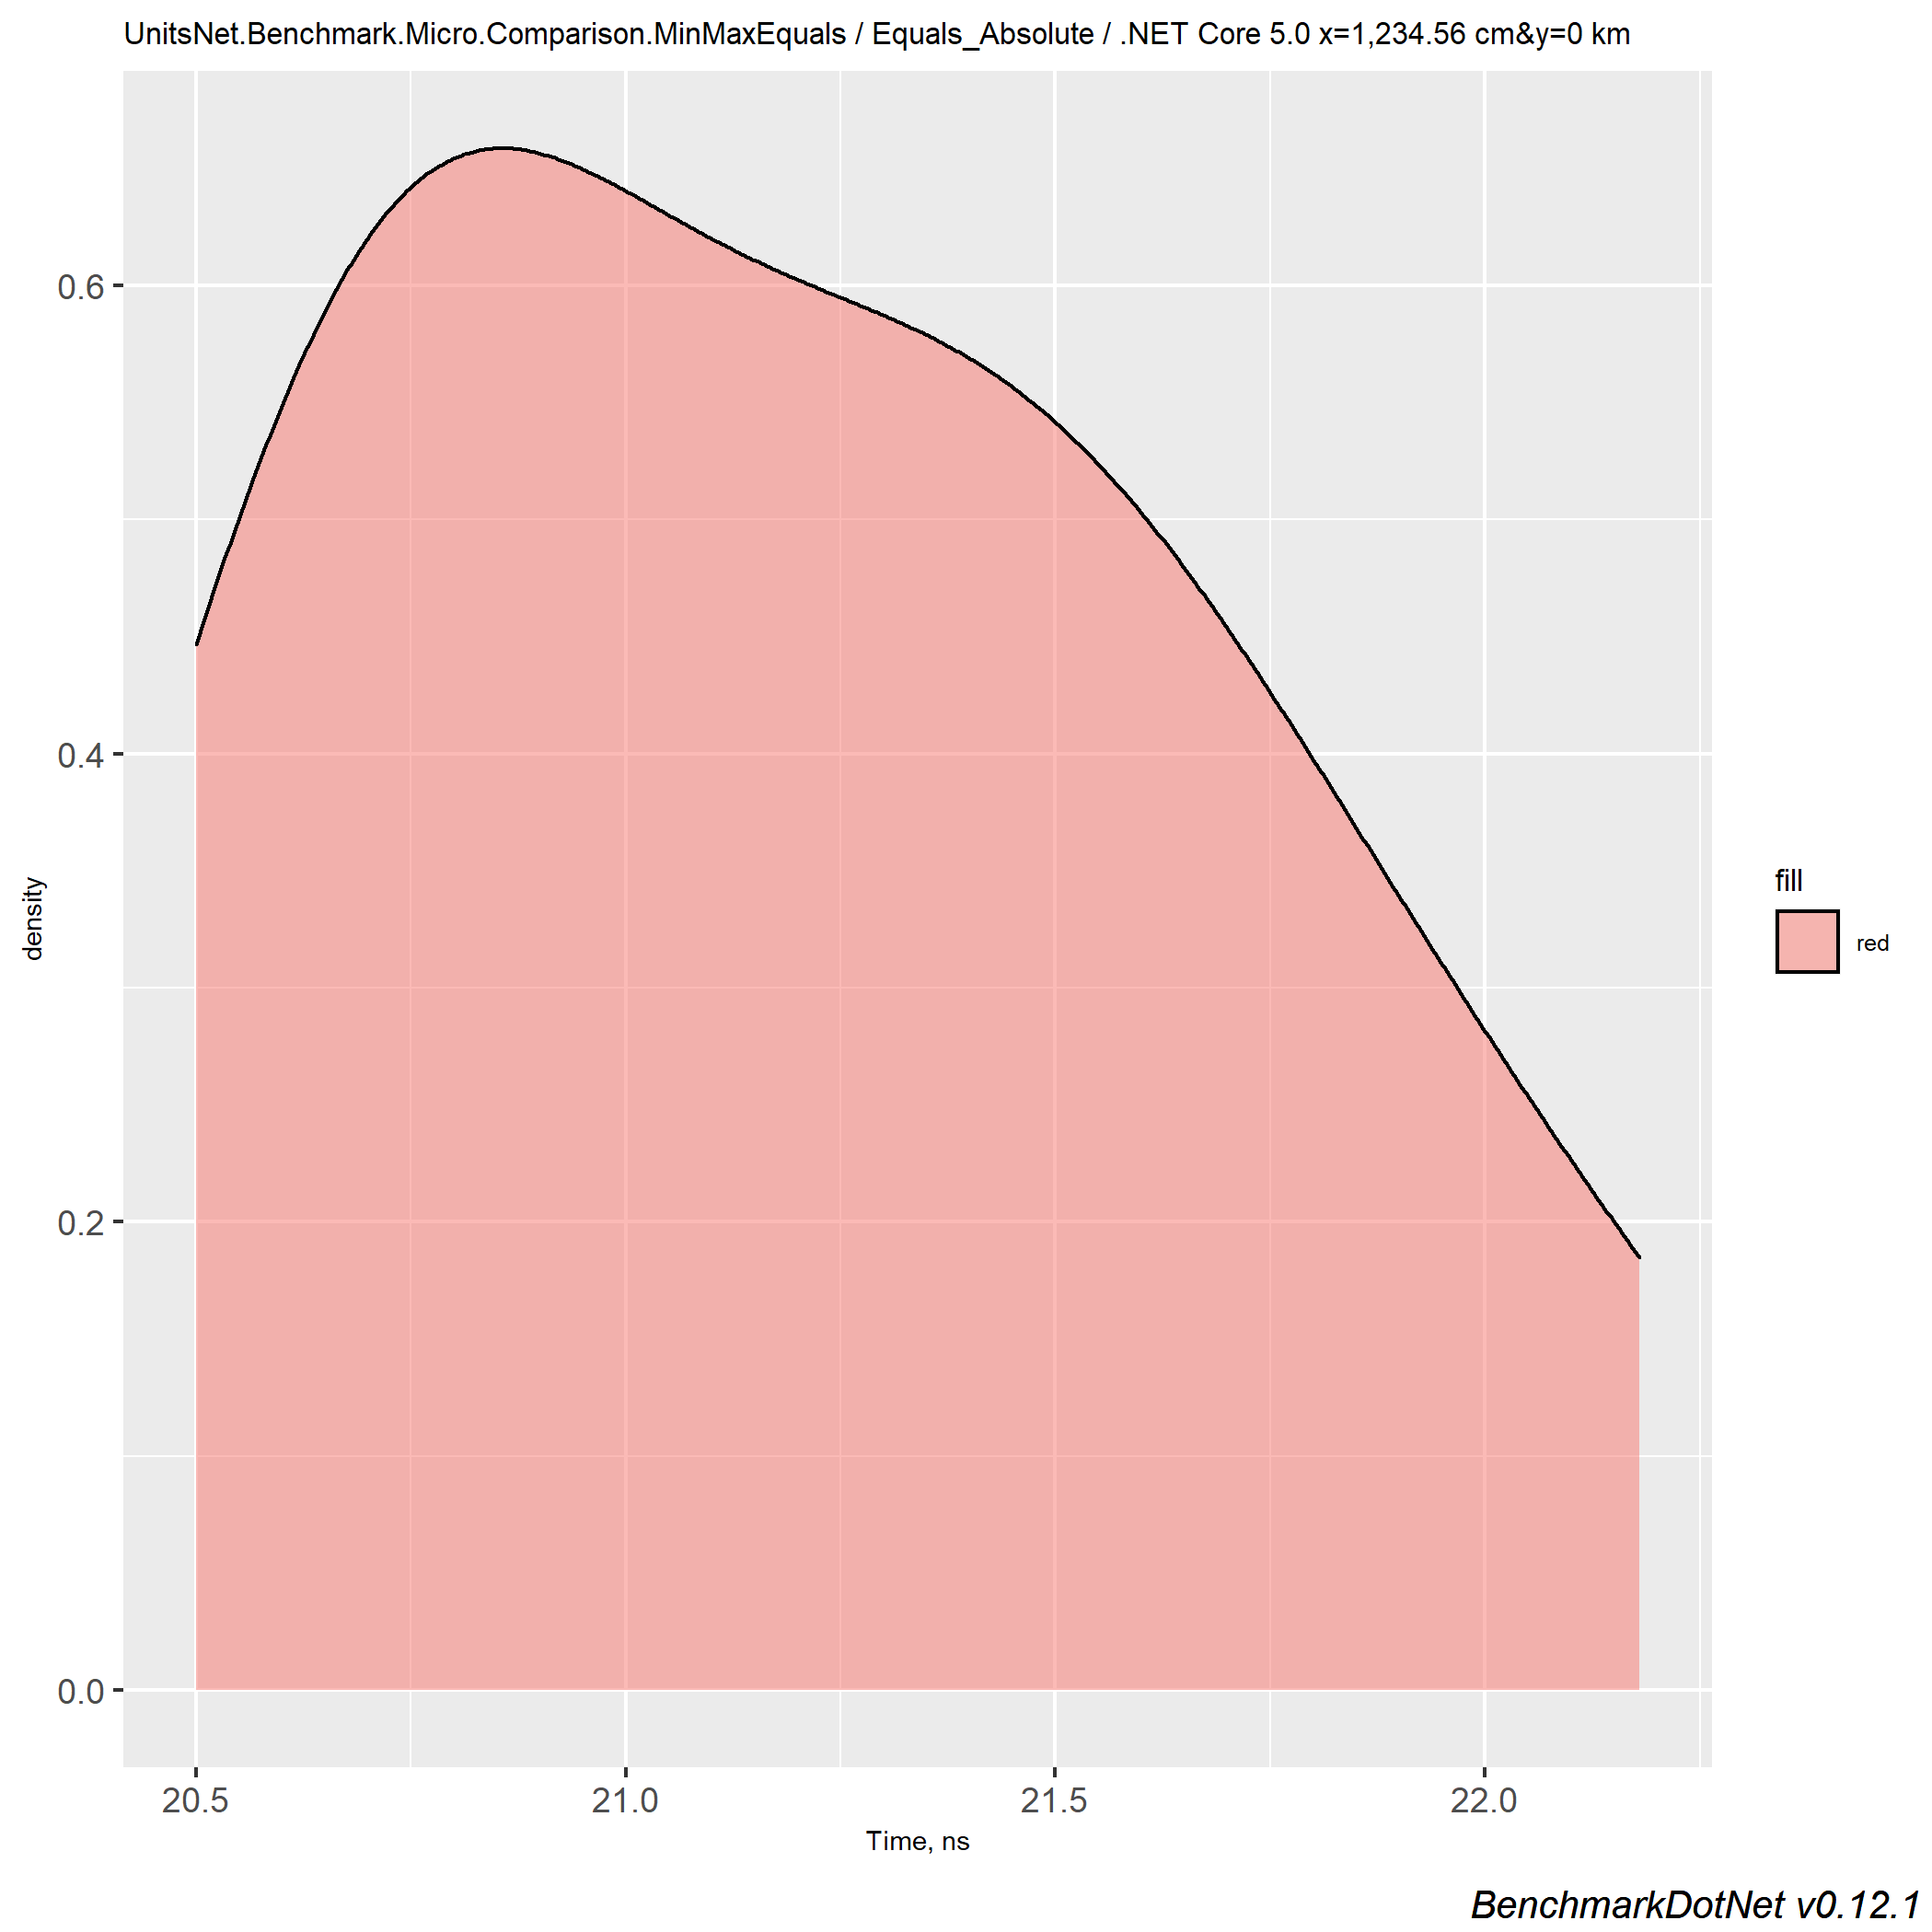 UnitsNet.Benchmark.Micro.Comparison.MinMaxEquals / Equals_Absolute / .NET Core 5.0 x=1,234.56 cm&y=0 km
0.6
0.4
0.2
0.0
density
20.5 21.0 21.5 22.0
Time, ns
fill
red
BenchmarkDotNet v0.12.1